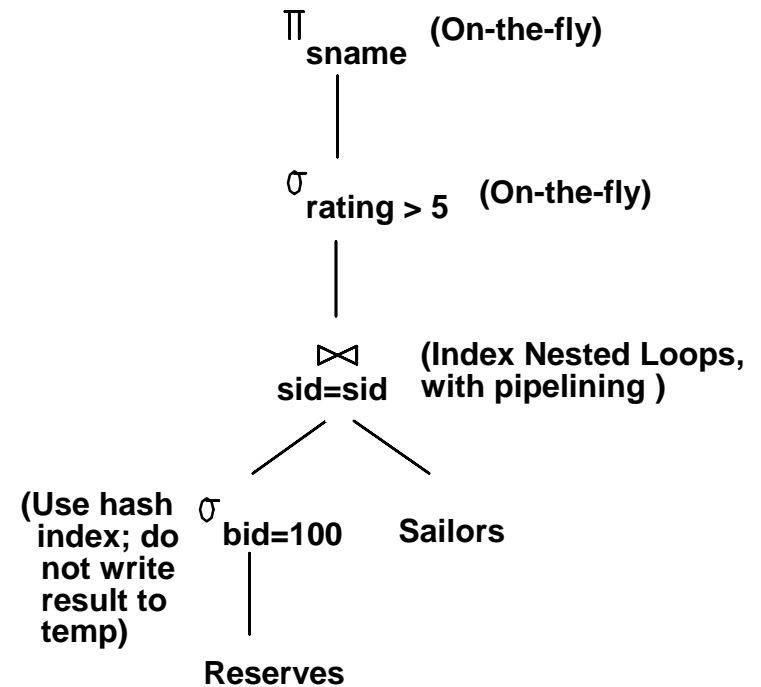 π sname (On-the-fly)
σ rating > 5 (On-the-fly)
⋈ (Index Nested Loops,
sid=sid with pipelining )
(Use hash
index; do
not write
result to
temp)
σ bid=100 Sailors
Reserves